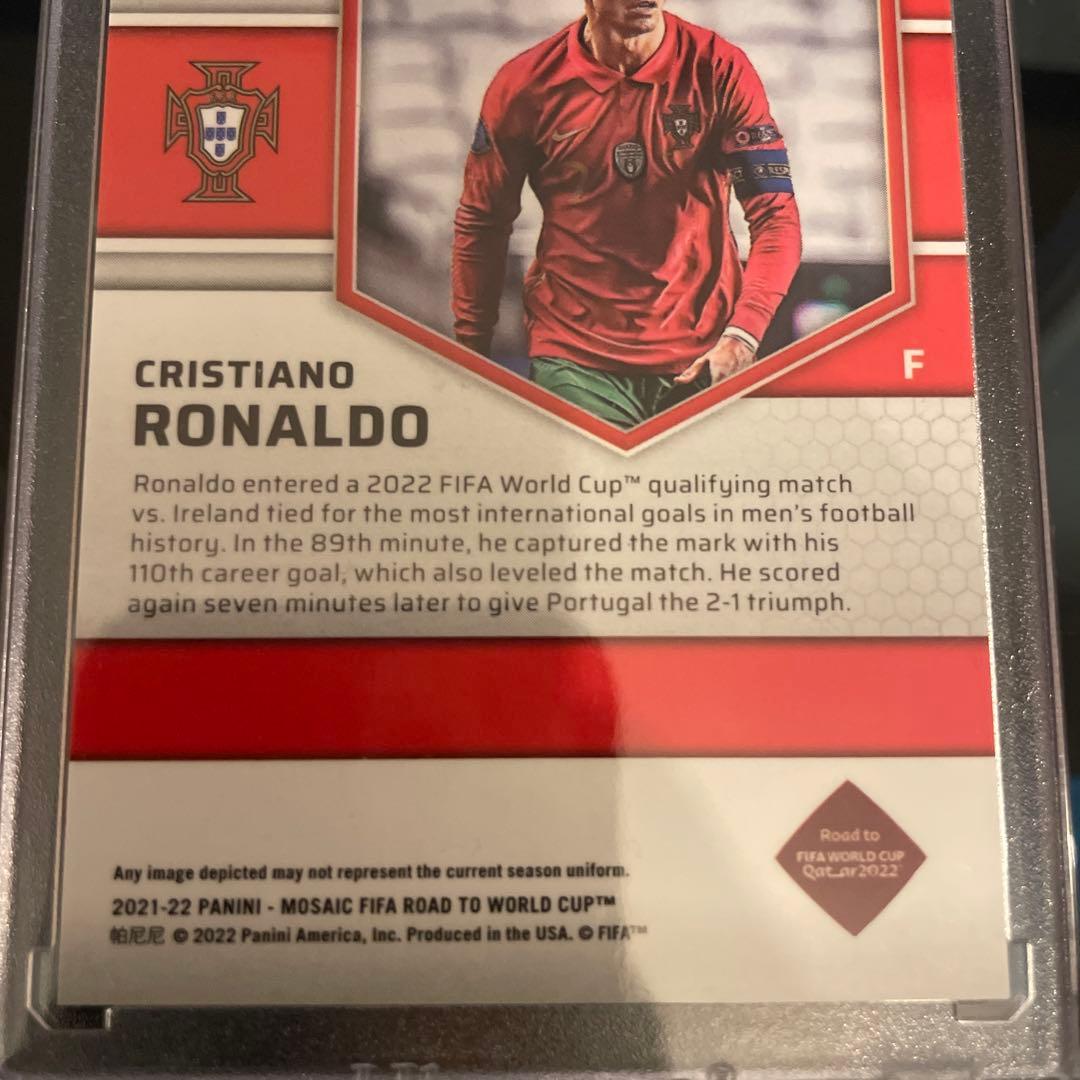 F
CRISTIANO
RONALDO
Ronaldo entered a 2022 FIFA World Cup™ qualifying match
vs. Ireland tied for the most international goals in men's football
history. In the 89th minute, he captured the mark with his
110th career goal, which also leveled the match. He scored
again seven minutes later to give Portugal the 2-1 triumph.
Road to
FIFA WORLD CUP
Qatar2022
Any image depicted may not represent the current season uniform.
2021-22 PANINI - MOSAIC FIFA ROAD TO WORLD CUP™
帕尼尼 © 2022 Panini America, Inc. Produced in the USA. © FIFA™